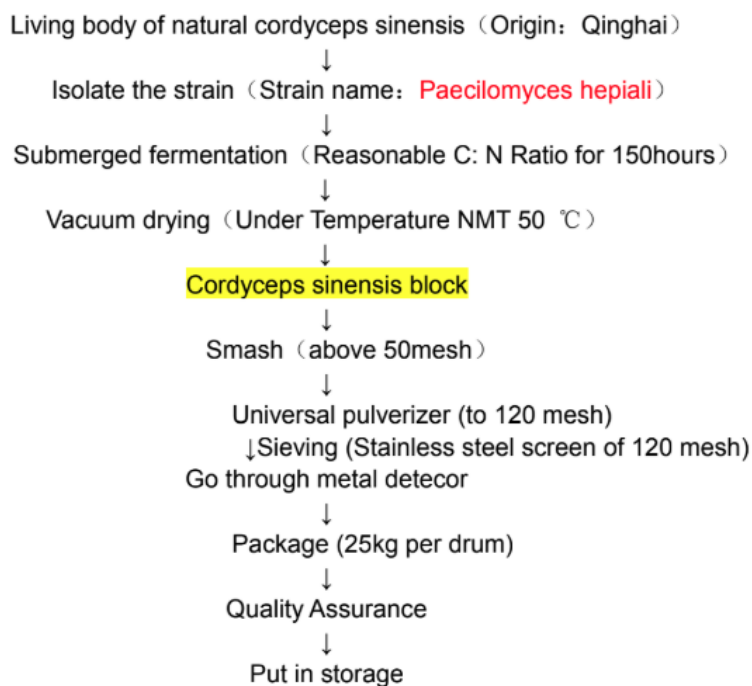 Living body of natural cordyceps sinensis（Origin：Qinghai）
↓
Isolate the strain（Strain name：Paecilomyces hepiali）
↓
Submerged fermentation（Reasonable C: N Ratio for 150hours）
↓
Vacuum drying（Under Temperature NMT 50 ℃）
↓
Cordyceps sinensis block
↓
Smash（above 50mesh）
↓
Universal pulverizer (to 120 mesh)
↓Sieving (Stainless steel screen of 120 mesh)
Go through metal detecor
↓
Package (25kg per drum)
↓
Quality Assurance
↓
Put in storage